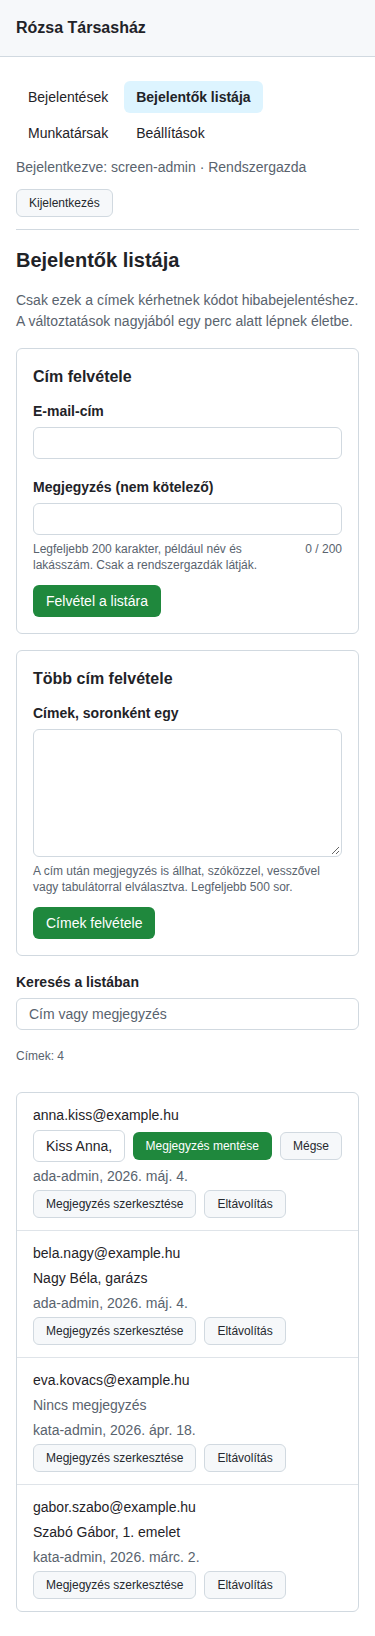 Rózsa Társasház
Bejelentések
Bejelentők listája
Munkatársak
Beállítások
Bejelentkezve: screen-admin · Rendszergazda
Kijelentkezés
Bejelentők listája
Csak ezek a címek kérhetnek kódot hibabejelentéshez.
A változtatások nagyjából egy perc alatt lépnek életbe.
Cím felvétele
E-mail-cím
Megjegyzés (nem kötelező)
Legfeljebb 200 karakter, például név és
lakásszám. Csak a rendszergazdák látják.
0 / 200
Felvétel a listára
Több cím felvétele
Címek, soronként egy
A cím után megjegyzés is állhat, szóközzel, vesszővel
vagy tabulátorral elválasztva. Legfeljebb 500 sor.
Címek felvétele
Keresés a listában
Cím vagy megjegyzés
Címek: 4
anna.kiss@example.hu
Kiss Anna,
Megjegyzés mentése
Mégse
ada-admin, 2026. máj. 4.
Megjegyzés szerkesztése
Eltávolítás
bela.nagy@example.hu
Nagy Béla, garázs
ada-admin, 2026. máj. 4.
Megjegyzés szerkesztése
Eltávolítás
eva.kovacs@example.hu
Nincs megjegyzés
kata-admin, 2026. ápr. 18.
Megjegyzés szerkesztése
Eltávolítás
gabor.szabo@example.hu
Szabó Gábor, 1. emelet
kata-admin, 2026. márc. 2.
Megjegyzés szerkesztése
Eltávolítás